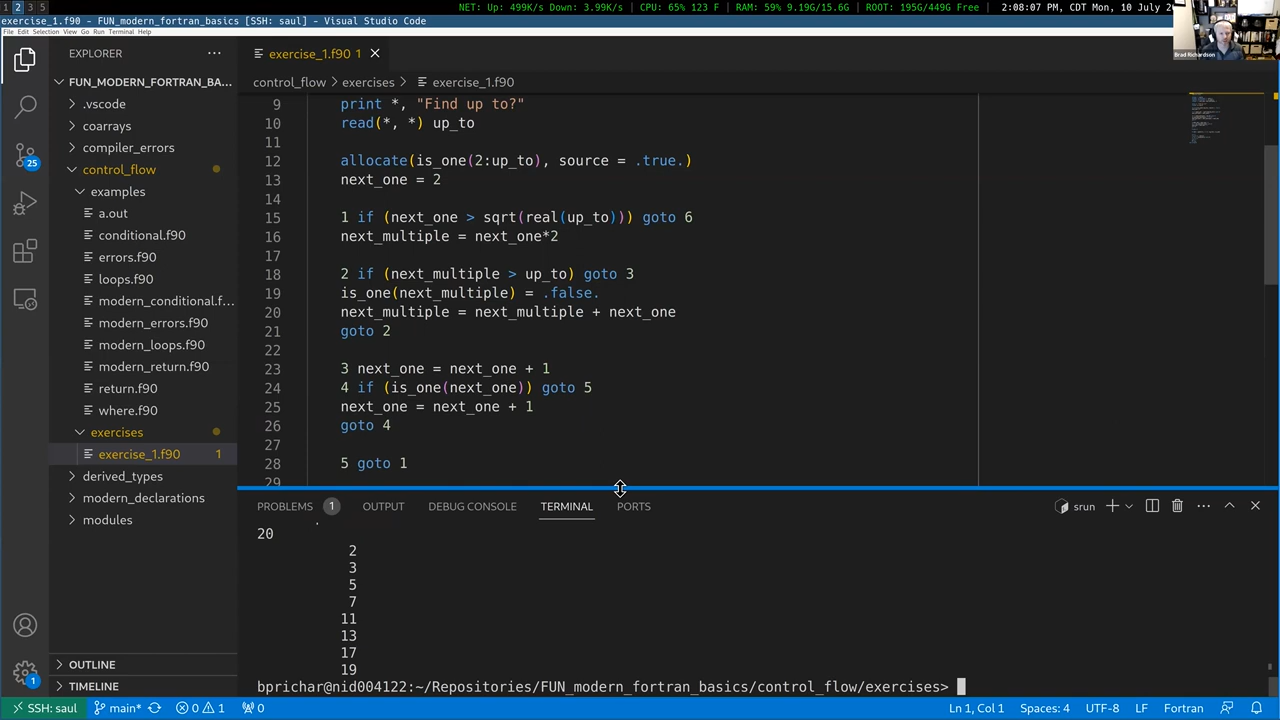 1 2 3 5
NET: Up: 499K/s Down: 3.99K/s | CPU: 65% 123 F | RAM: 59% 9.19G/15.6G | ROOT: 195G/449G Free | 2:08:07 PM, CDT Mon, 10 July
exercise_1.f90 - FUN_modern_fortran_basics [SSH: saul] - Visual Studio Code
Brad Richardson
File Edit Selection View Go Run Terminal Help
EXPLORER ···
FUN_MODERN_FORTRAN_BA...
.vscode
coarrays
compiler_errors
control_flow
examples
a.out
conditional.f90
errors.f90
loops.f90
modern_conditional.f...
modern_errors.f90
modern_loops.f90
modern_return.f90
return.f90
where.f90
exercises
exercise_1.f90 1
derived_types
modern_declarations
modules
OUTLINE
TIMELINE
25
1
exercise_1.f90 1
control_flow > exercises > exercise_1.f90
9 print *, "Find up to?"
10 read(*, *) up_to
11
12 allocate(is_one(2:up_to), source = .true.)
13 next_one = 2
14
15 1 if (next_one > sqrt(real(up_to))) goto 6
16 next_multiple = next_one*2
17
18 2 if (next_multiple > up_to) goto 3
19 is_one(next_multiple) = .false.
20 next_multiple = next_multiple + next_one
21 goto 2
22
23 3 next_one = next_one + 1
24 4 if (is_one(next_one)) goto 5
25 next_one = next_one + 1
26 goto 4
27
28 5 goto 1
29
PROBLEMS 1 OUTPUT DEBUG CONSOLE TERMINAL PORTS srun
20
2
3
5
7
11
13
17
19
bprichar@nid004122:~/Repositories/FUN_modern_fortran_basics/control_flow/exercises>
SSH: saul main* 0 1 0 Ln 1, Col 1 Spaces: 4 UTF-8 LF Fortran